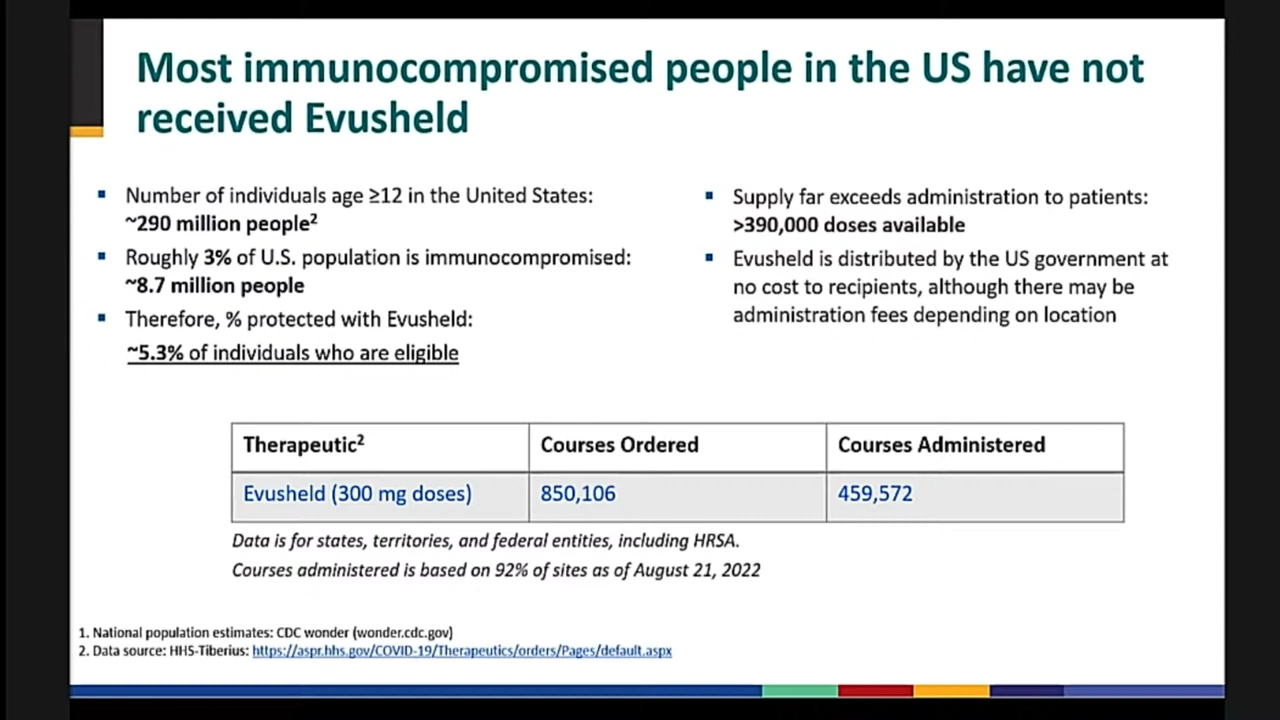 Most immunocompromised people in the US have not
received Evusheld
▪ Number of individuals age ≥12 in the United States:
~290 million people²
▪ Roughly 3% of U.S. population is immunocompromised:
~8.7 million people
▪ Therefore, % protected with Evusheld:
~5.3% of individuals who are eligible
▪ Supply far exceeds administration to patients:
>390,000 doses available
▪ Evusheld is distributed by the US government at
no cost to recipients, although there may be
administration fees depending on location
Therapeutic² Courses Ordered Courses Administered
Evusheld (300 mg doses) 850,106 459,572
Data is for states, territories, and federal entities, including HRSA.
Courses administered is based on 92% of sites as of August 21, 2022
1. National population estimates: CDC wonder (wonder.cdc.gov)
2. Data source: HHS-Tiberius: https://aspr.hhs.gov/COVID-19/Therapeutics/orders/Pages/default.aspx